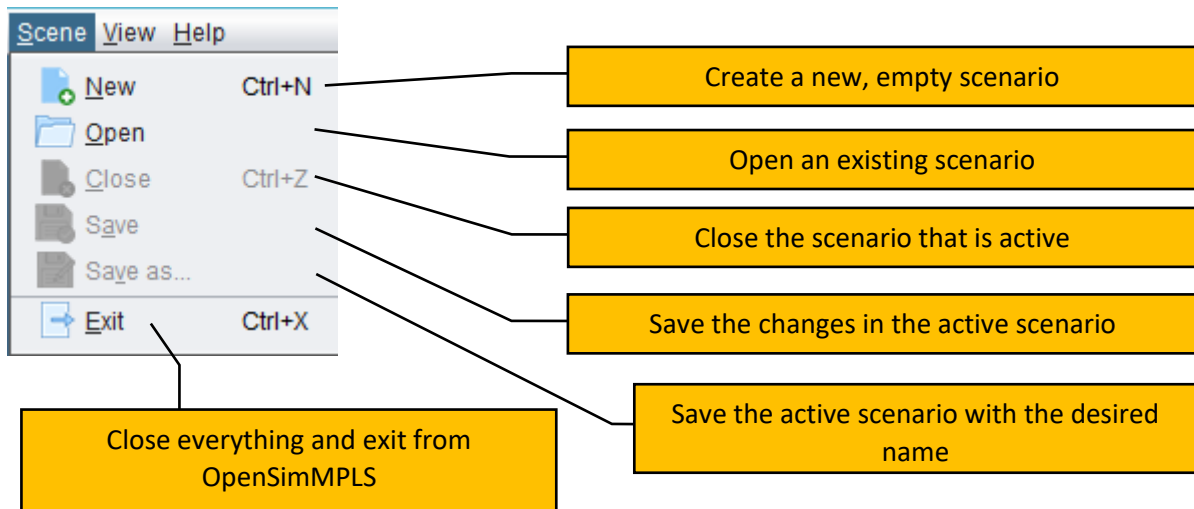 Scene View Help
New Ctrl+N
Open
Close Ctrl+Z
Save
Save as...
Exit Ctrl+X
Create a new, empty scenario
Open an existing scenario
Close the scenario that is active
Save the changes in the active scenario
Save the active scenario with the desired
name
Close everything and exit from
OpenSimMPLS